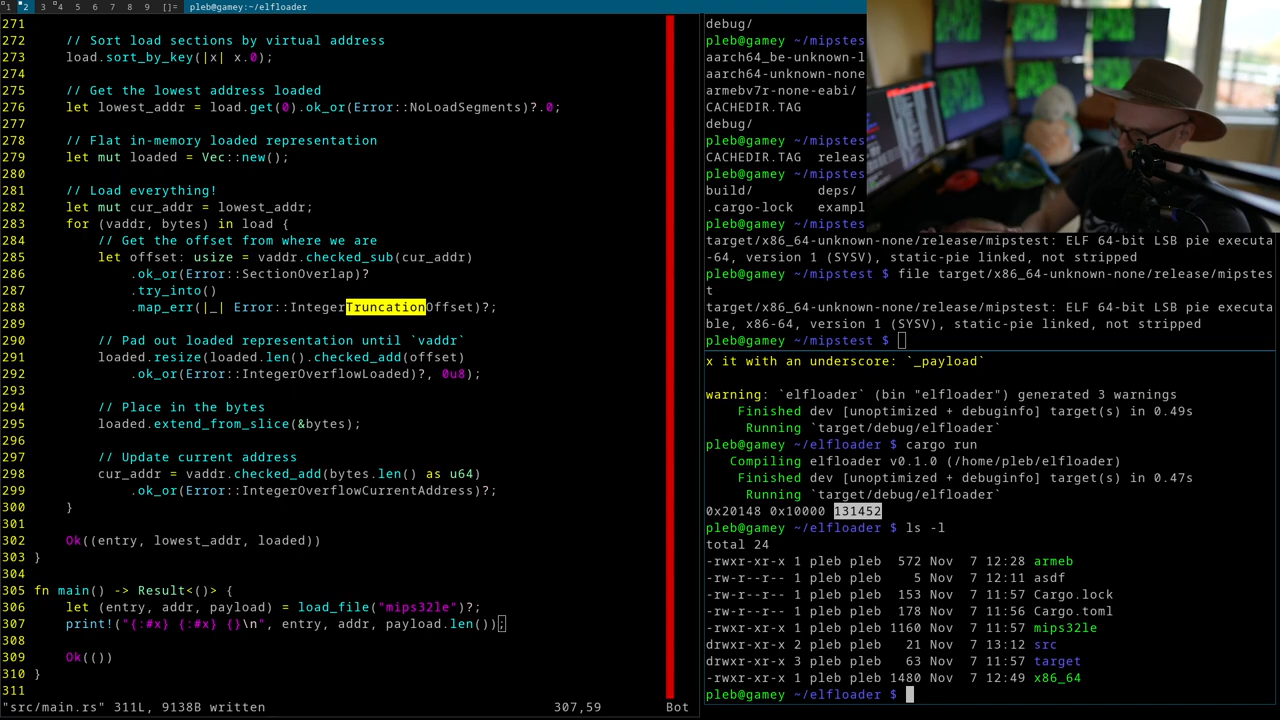 1 2 3 4 5 6 7 8 9 []= pleb@gamey:~/elfloader
271
272 // Sort load sections by virtual address
273 load.sort_by_key(|x| x.0);
274
275 // Get the lowest address loaded
276 let lowest_addr = load.get(0).ok_or(Error::NoLoadSegments)?.0;
277
278 // Flat in-memory loaded representation
279 let mut loaded = Vec::new();
280
281 // Load everything!
282 let mut cur_addr = lowest_addr;
283 for (vaddr, bytes) in load {
284 // Get the offset from where we are
285 let offset: usize = vaddr.checked_sub(cur_addr)
286 .ok_or(Error::SectionOverlap)?
287 .try_into()
288 .map_err(|_| Error::IntegerTruncationOffset)?;
289
290 // Pad out loaded representation until `vaddr`
291 loaded.resize(loaded.len().checked_add(offset)
292 .ok_or(Error::IntegerOverflowLoaded)?, 0u8);
293
294 // Place in the bytes
295 loaded.extend_from_slice(&bytes);
296
297 // Update current address
298 cur_addr = vaddr.checked_add(bytes.len() as u64)
299 .ok_or(Error::IntegerOverflowCurrentAddress)?;
300 }
301
302 Ok((entry, lowest_addr, loaded))
303 }
304
305 fn main() -> Result<()> {
306 let (entry, addr, payload) = load_file("mips32le")?;
307 print!("{:#x} {:#x} {}\n", entry, addr, payload.len());
308
309 Ok(())
310 }
311
"src/main.rs" 311L, 9138B written 307,59 Bot
debug/
pleb@gamey ~/mipstes
aarch64_be-unknown-l
aarch64-unknown-none
armebv7r-none-eabi/
CACHEDIR.TAG
debug/
pleb@gamey ~/mipstes
CACHEDIR.TAG releas
pleb@gamey ~/mipstes
build/ deps/
.cargo-lock exampl
pleb@gamey ~/mipstes
target/x86_64-unknown-none/release/mipstest: ELF 64-bit LSB pie executa
-64, version 1 (SYSV), static-pie linked, not stripped
pleb@gamey ~/mipstest $ file target/x86_64-unknown-none/release/mipstes
t
target/x86_64-unknown-none/release/mipstest: ELF 64-bit LSB pie executa
ble, x86-64, version 1 (SYSV), static-pie linked, not stripped
pleb@gamey ~/mipstest $
x it with an underscore: `_payload`
warning: `elfloader` (bin "elfloader") generated 3 warnings
Finished dev [unoptimized + debuginfo] target(s) in 0.49s
Running `target/debug/elfloader`
pleb@gamey ~/elfloader $ cargo run
Compiling elfloader v0.1.0 (/home/pleb/elfloader)
Finished dev [unoptimized + debuginfo] target(s) in 0.47s
Running `target/debug/elfloader`
0x20148 0x10000 131452
pleb@gamey ~/elfloader $ ls -l
total 24
-rwxr-xr-x 1 pleb pleb 572 Nov 7 12:28 armeb
-rw-r--r-- 1 pleb pleb 5 Nov 7 12:11 asdf
-rw-r--r-- 1 pleb pleb 153 Nov 7 11:57 Cargo.lock
-rw-r--r-- 1 pleb pleb 178 Nov 7 11:56 Cargo.toml
-rwxr-xr-x 1 pleb pleb 1160 Nov 7 11:57 mips32le
drwxr-xr-x 2 pleb pleb 21 Nov 7 13:12 src
drwxr-xr-x 3 pleb pleb 63 Nov 7 11:57 target
-rwxr-xr-x 1 pleb pleb 1480 Nov 7 12:49 x86_64
pleb@gamey ~/elfloader $